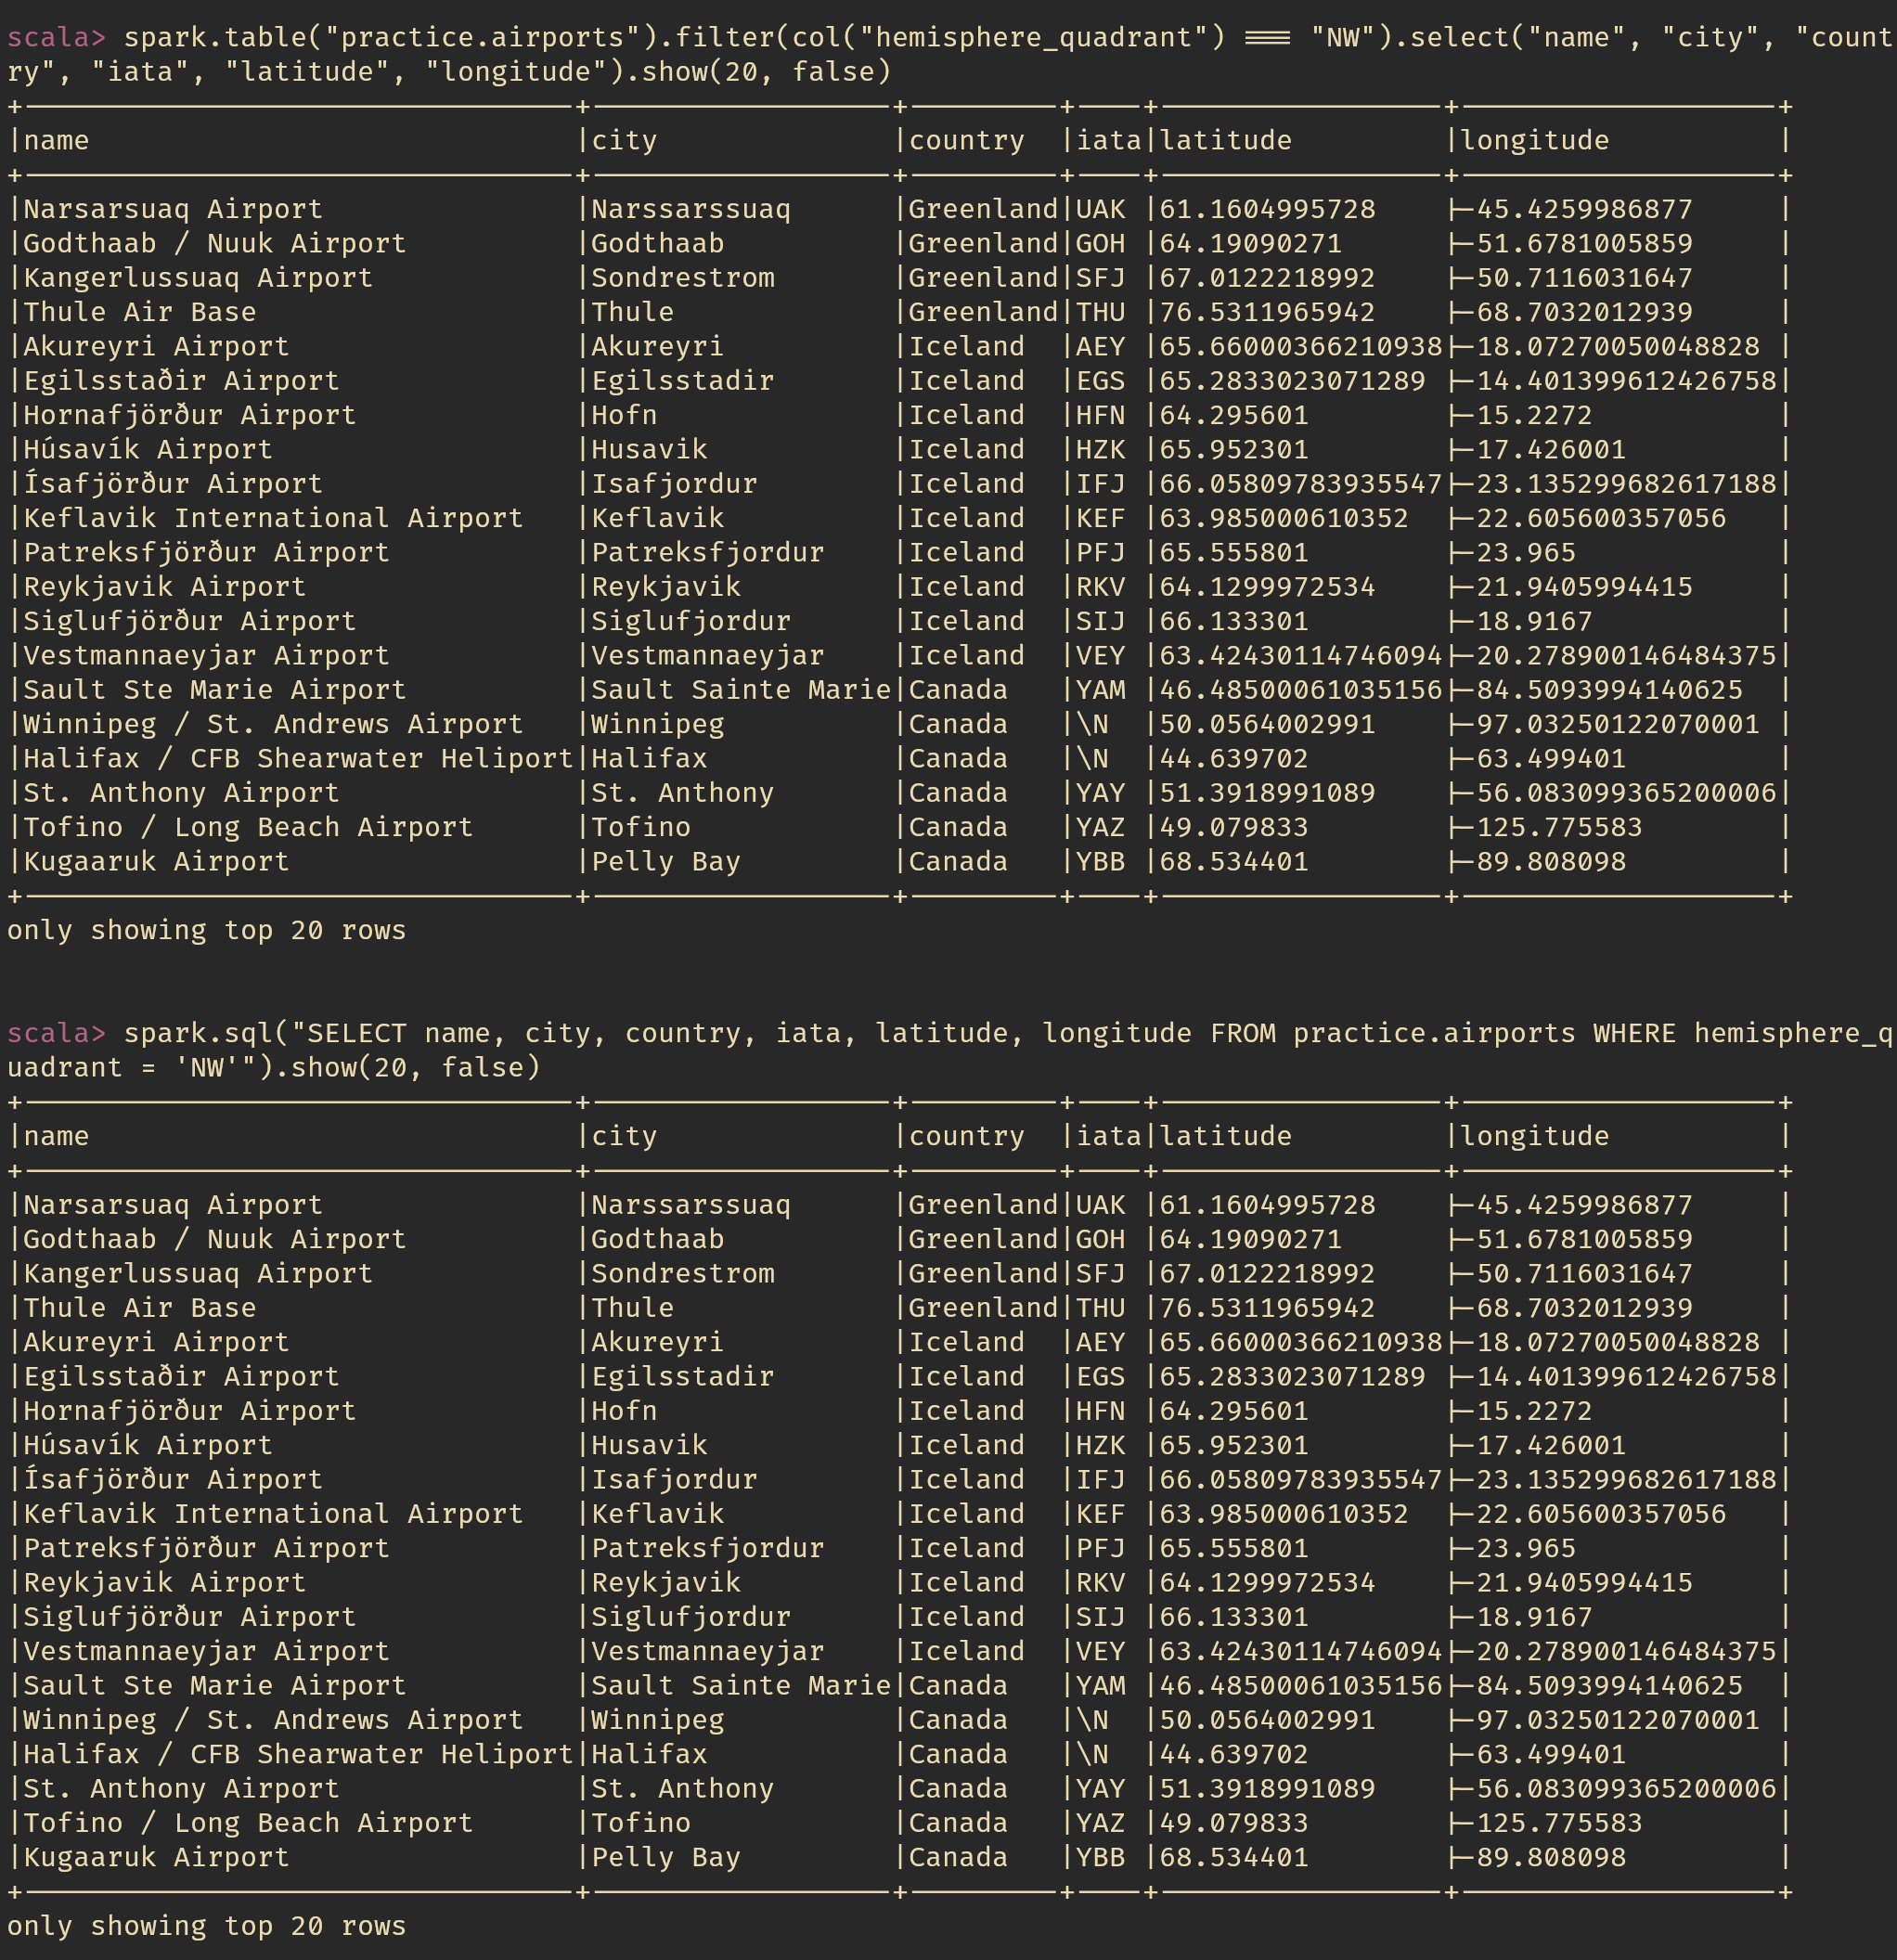 scala> spark.table("practice.airports").filter(col("hemisphere_quadrant") === "NW").select("name", "city", "count
ry", "iata", "latitude", "longitude").show(20, false)
+---------------------------------+------------------+---------+----+-----------------+-------------------+
|name                             |city              |country  |iata|latitude         |longitude          |
+---------------------------------+------------------+---------+----+-----------------+-------------------+
|Narsarsuaq Airport               |Narssarssuaq      |Greenland|UAK |61.1604995728    |-45.4259986877     |
|Godthaab / Nuuk Airport          |Godthaab          |Greenland|GOH |64.19090271      |-51.6781005859     |
|Kangerlussuaq Airport            |Sondrestrom       |Greenland|SFJ |67.0122218992    |-50.7116031647     |
|Thule Air Base                   |Thule             |Greenland|THU |76.5311965942    |-68.7032012939     |
|Akureyri Airport                 |Akureyri          |Iceland  |AEY |65.66000366210938|-18.07270050048828 |
|Egilsstaðir Airport              |Egilsstadir       |Iceland  |EGS |65.2833023071289 |-14.401399612426758|
|Hornafjörður Airport             |Hofn              |Iceland  |HFN |64.295601        |-15.2272           |
|Húsavík Airport                  |Husavik           |Iceland  |HZK |65.952301        |-17.426001         |
|Ísafjörður Airport               |Isafjordur        |Iceland  |IFJ |66.05809783935547|-23.135299682617188|
|Keflavik International Airport   |Keflavik          |Iceland  |KEF |63.985000610352  |-22.605600357056   |
|Patreksfjörður Airport           |Patreksfjordur    |Iceland  |PFJ |65.555801        |-23.965            |
|Reykjavik Airport                |Reykjavik         |Iceland  |RKV |64.1299972534    |-21.9405994415     |
|Siglufjörður Airport             |Siglufjordur      |Iceland  |SIJ |66.133301        |-18.9167           |
|Vestmannaeyjar Airport           |Vestmannaeyjar    |Iceland  |VEY |63.42430114746094|-20.278900146484375|
|Sault Ste Marie Airport          |Sault Sainte Marie|Canada   |YAM |46.48500061035156|-84.5093994140625  |
|Winnipeg / St. Andrews Airport   |Winnipeg          |Canada   |\N  |50.0564002991    |-97.03250122070001 |
|Halifax / CFB Shearwater Heliport|Halifax           |Canada   |\N  |44.639702        |-63.499401         |
|St. Anthony Airport              |St. Anthony       |Canada   |YAY |51.3918991089    |-56.083099365200006|
|Tofino / Long Beach Airport      |Tofino            |Canada   |YAZ |49.079833        |-125.775583        |
|Kugaaruk Airport                 |Pelly Bay         |Canada   |YBB |68.534401        |-89.808098         |
+---------------------------------+------------------+---------+----+-----------------+-------------------+
only showing top 20 rows
scala> spark.sql("SELECT name, city, country, iata, latitude, longitude FROM practice.airports WHERE hemisphere_q
uadrant = 'NW'").show(20, false)
+---------------------------------+------------------+---------+----+-----------------+-------------------+
|name                             |city              |country  |iata|latitude         |longitude          |
+---------------------------------+------------------+---------+----+-----------------+-------------------+
|Narsarsuaq Airport               |Narssarssuaq      |Greenland|UAK |61.1604995728    |-45.4259986877     |
|Godthaab / Nuuk Airport          |Godthaab          |Greenland|GOH |64.19090271      |-51.6781005859     |
|Kangerlussuaq Airport            |Sondrestrom       |Greenland|SFJ |67.0122218992    |-50.7116031647     |
|Thule Air Base                   |Thule             |Greenland|THU |76.5311965942    |-68.7032012939     |
|Akureyri Airport                 |Akureyri          |Iceland  |AEY |65.66000366210938|-18.07270050048828 |
|Egilsstaðir Airport              |Egilsstadir       |Iceland  |EGS |65.2833023071289 |-14.401399612426758|
|Hornafjörður Airport             |Hofn              |Iceland  |HFN |64.295601        |-15.2272           |
|Húsavík Airport                  |Husavik           |Iceland  |HZK |65.952301        |-17.426001         |
|Ísafjörður Airport               |Isafjordur        |Iceland  |IFJ |66.05809783935547|-23.135299682617188|
|Keflavik International Airport   |Keflavik          |Iceland  |KEF |63.985000610352  |-22.605600357056   |
|Patreksfjörður Airport           |Patreksfjordur    |Iceland  |PFJ |65.555801        |-23.965            |
|Reykjavik Airport                |Reykjavik         |Iceland  |RKV |64.1299972534    |-21.9405994415     |
|Siglufjörður Airport             |Siglufjordur      |Iceland  |SIJ |66.133301        |-18.9167           |
|Vestmannaeyjar Airport           |Vestmannaeyjar    |Iceland  |VEY |63.42430114746094|-20.278900146484375|
|Sault Ste Marie Airport          |Sault Sainte Marie|Canada   |YAM |46.48500061035156|-84.5093994140625  |
|Winnipeg / St. Andrews Airport   |Winnipeg          |Canada   |\N  |50.0564002991    |-97.03250122070001 |
|Halifax / CFB Shearwater Heliport|Halifax           |Canada   |\N  |44.639702        |-63.499401         |
|St. Anthony Airport              |St. Anthony       |Canada   |YAY |51.3918991089    |-56.083099365200006|
|Tofino / Long Beach Airport      |Tofino            |Canada   |YAZ |49.079833        |-125.775583        |
|Kugaaruk Airport                 |Pelly Bay         |Canada   |YBB |68.534401        |-89.808098         |
+---------------------------------+------------------+---------+----+-----------------+-------------------+
only showing top 20 rows